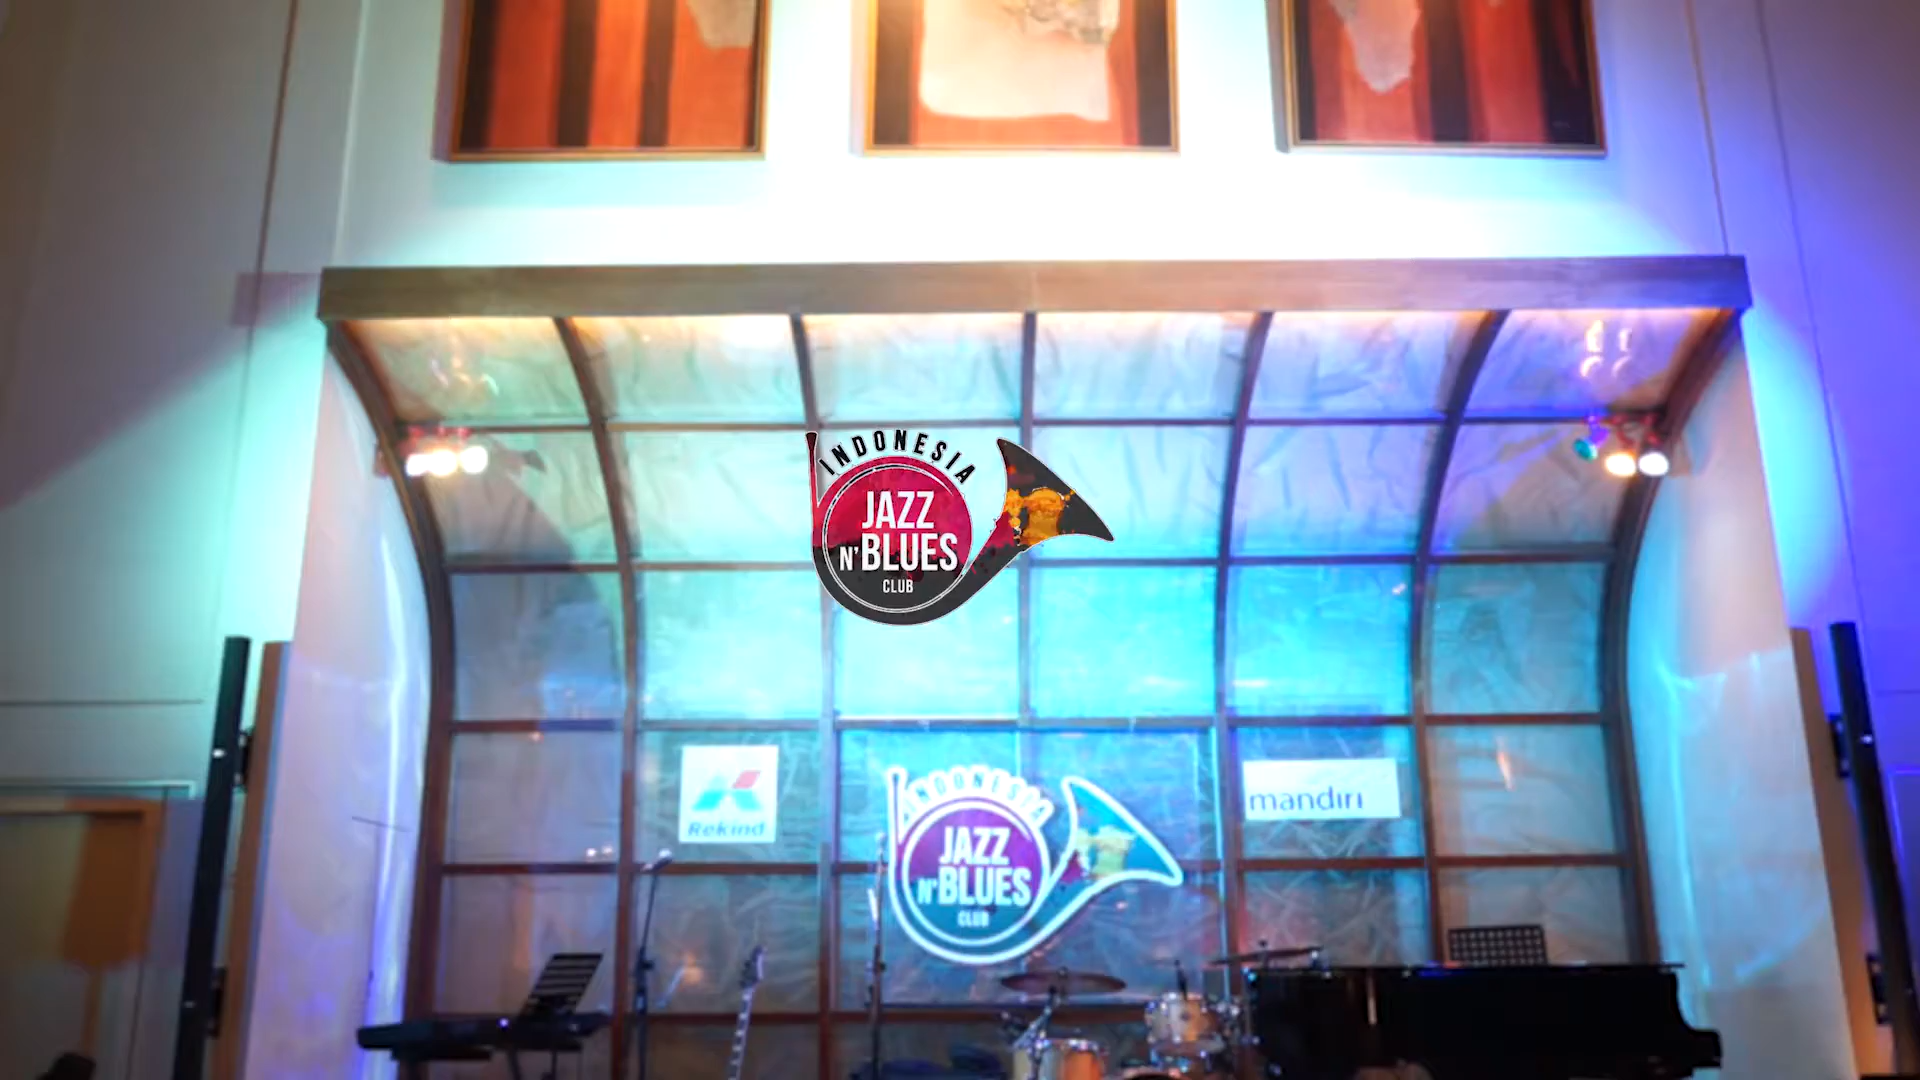 INDONESIA
JAZZ
N' BLUES
CLUB
Rekind
mandiri
INDONESIA
JAZZ
N' BLUES
CLUB